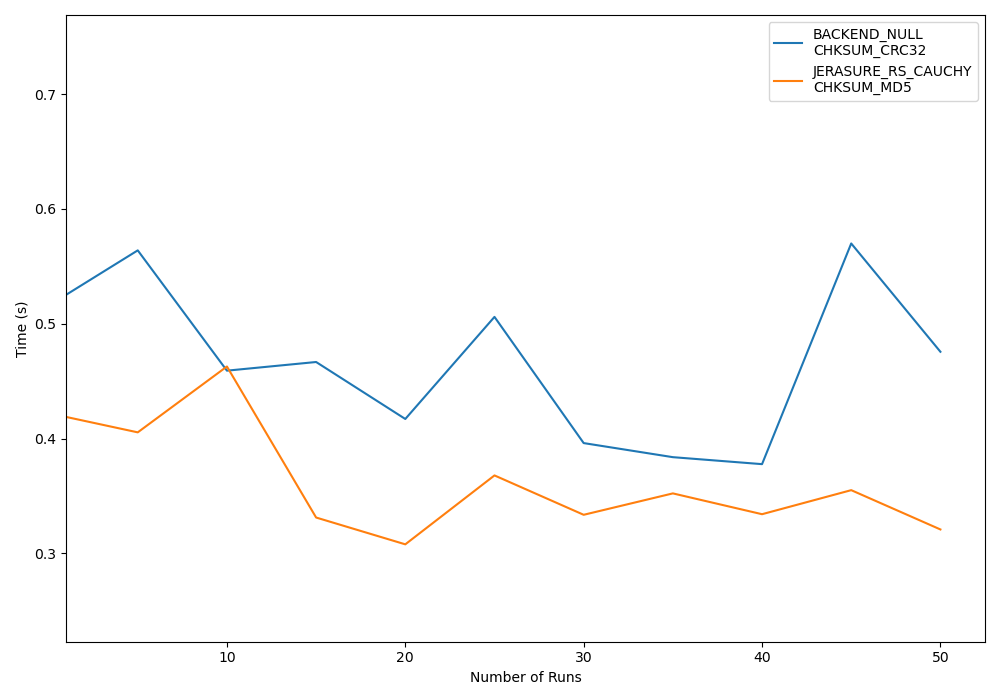 BACKEND_NULL
CHKSUM_CRC32
JERASURE_RS_CAUCHY
CHKSUM_MD5
0.7
0.6
0.5
0.4
0.3
Time (s)
10 20 30 40 50
Number of Runs